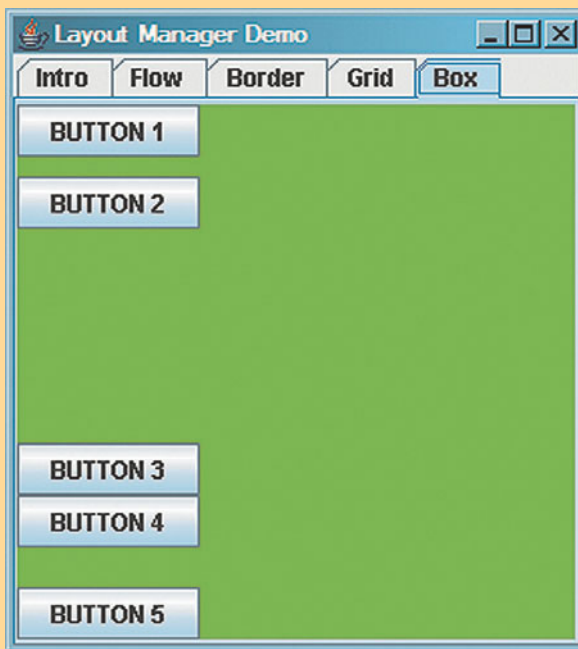 Layout Manager Demo
Intro Flow Border Grid Box
BUTTON 1
BUTTON 2
BUTTON 3
BUTTON 4
BUTTON 5